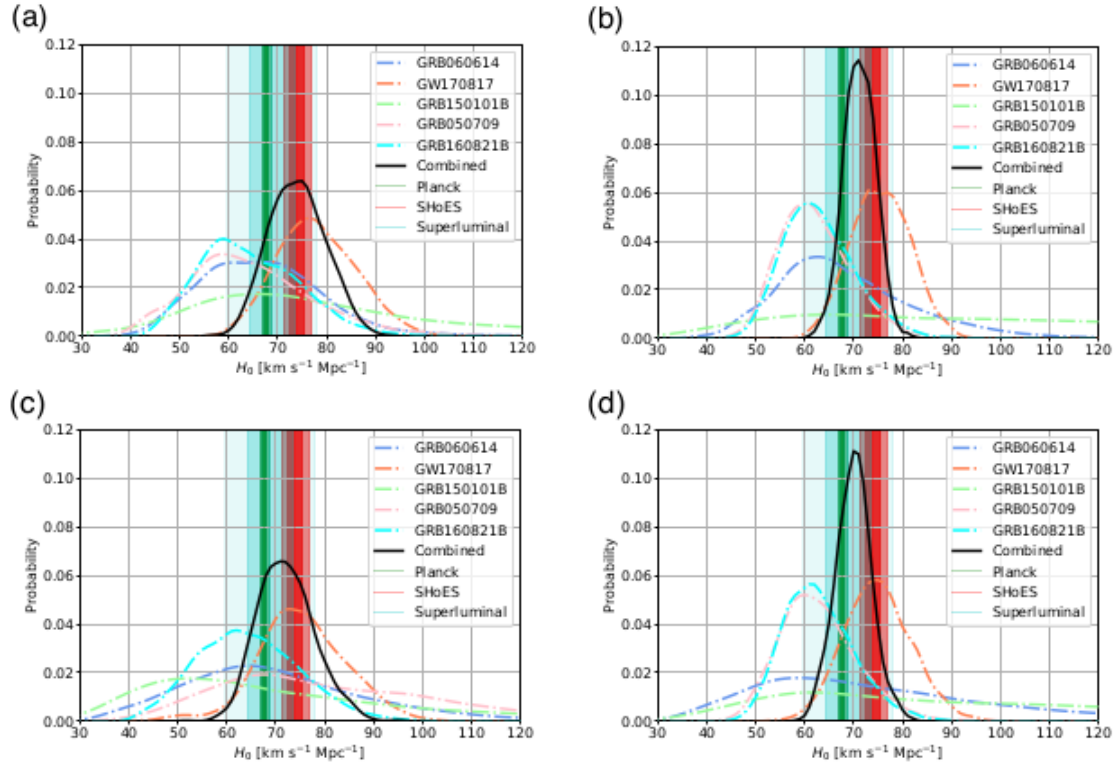 (a)
0.12
0.10
0.08
0.06
0.04
0.02
0.00
Probability
30 40 50 60 70 80 90 100 110 120
H₀ [km s⁻¹ Mpc⁻¹]
GRB060614
GW170817
GRB150101B
GRB050709
GRB160821B
Combined
Planck
SHoES
Superluminal
(b)
0.12
0.10
0.08
0.06
0.04
0.02
0.00
Probability
30 40 50 60 70 80 90 100 110 120
H₀ [km s⁻¹ Mpc⁻¹]
GRB060614
GW170817
GRB150101B
GRB050709
GRB160821B
Combined
Planck
SHoES
Superluminal
(c)
0.12
0.10
0.08
0.06
0.04
0.02
0.00
Probability
30 40 50 60 70 80 90 100 110 120
H₀ [km s⁻¹ Mpc⁻¹]
GRB060614
GW170817
GRB150101B
GRB050709
GRB160821B
Combined
Planck
SHoES
Superluminal
(d)
0.12
0.10
0.08
0.06
0.04
0.02
0.00
Probability
30 40 50 60 70 80 90 100 110 120
H₀ [km s⁻¹ Mpc⁻¹]
GRB060614
GW170817
GRB150101B
GRB050709
GRB160821B
Combined
Planck
SHoES
Superluminal